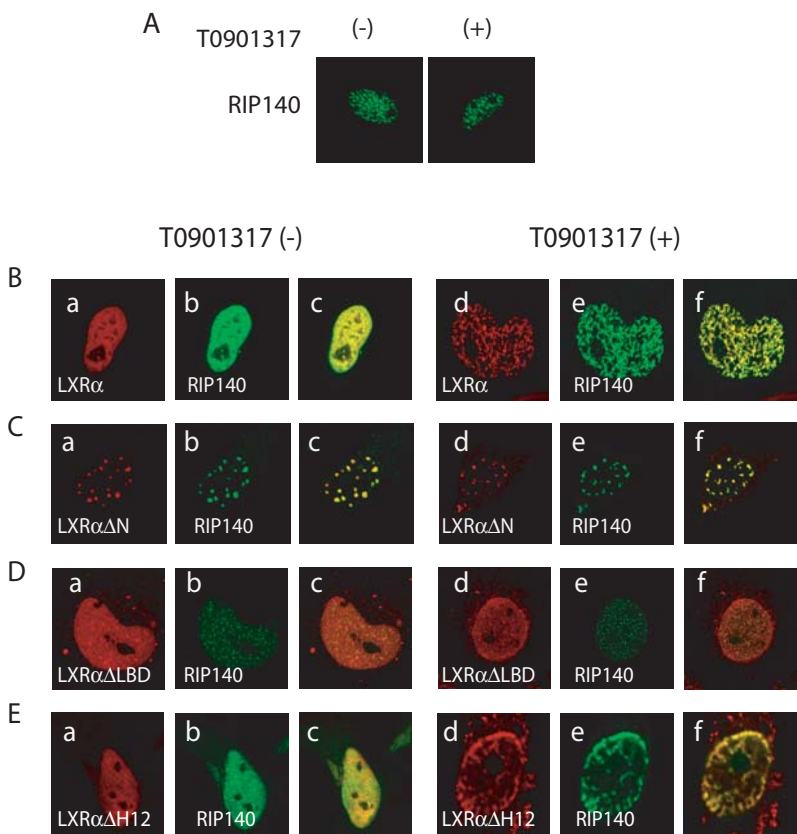 A T0901317 (-) (+)
RIP140
T0901317 (-) T0901317 (+)
B
a b c d e f
LXRα RIP140 LXRα RIP140
C
a b c d e f
LXRαΔN RIP140 LXRαΔN RIP140
D
a b c d e f
LXRαΔLBD RIP140 LXRαΔLBD RIP140
E
a b c d e f
LXRαΔH12 RIP140 LXRαΔH12 RIP140